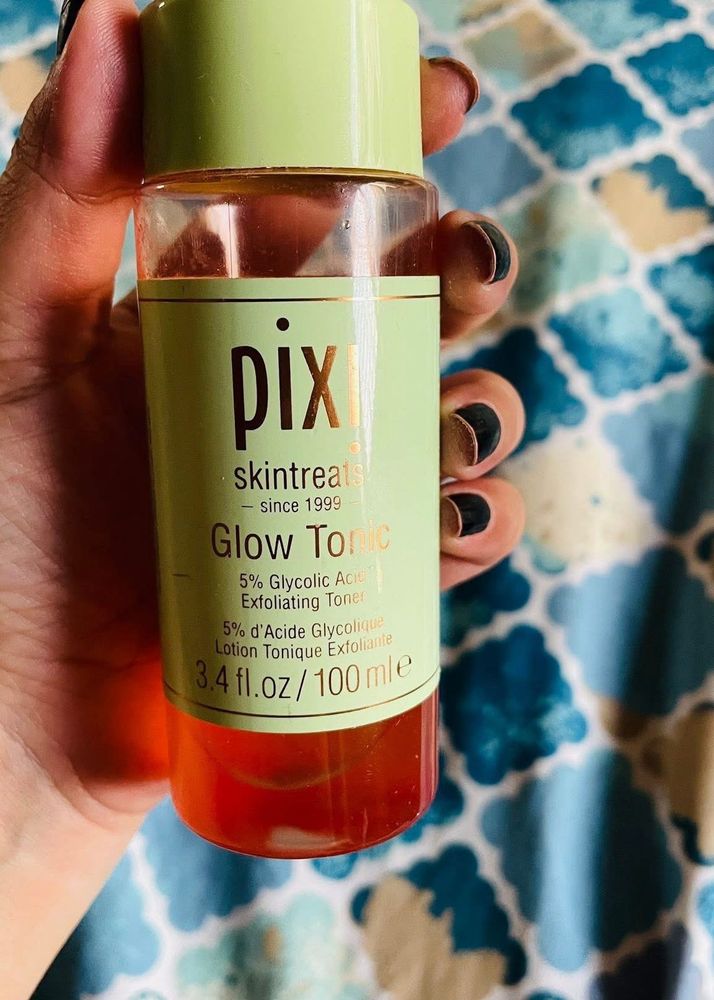 pixi
skintreats
– since 1999 –
Glow Tonic
5% Glycolic Acid
Exfoliating Toner
5% d'Acide Glycolique
Lotion Tonique Exfoliante
3.4 fl.oz / 100 ml ℮